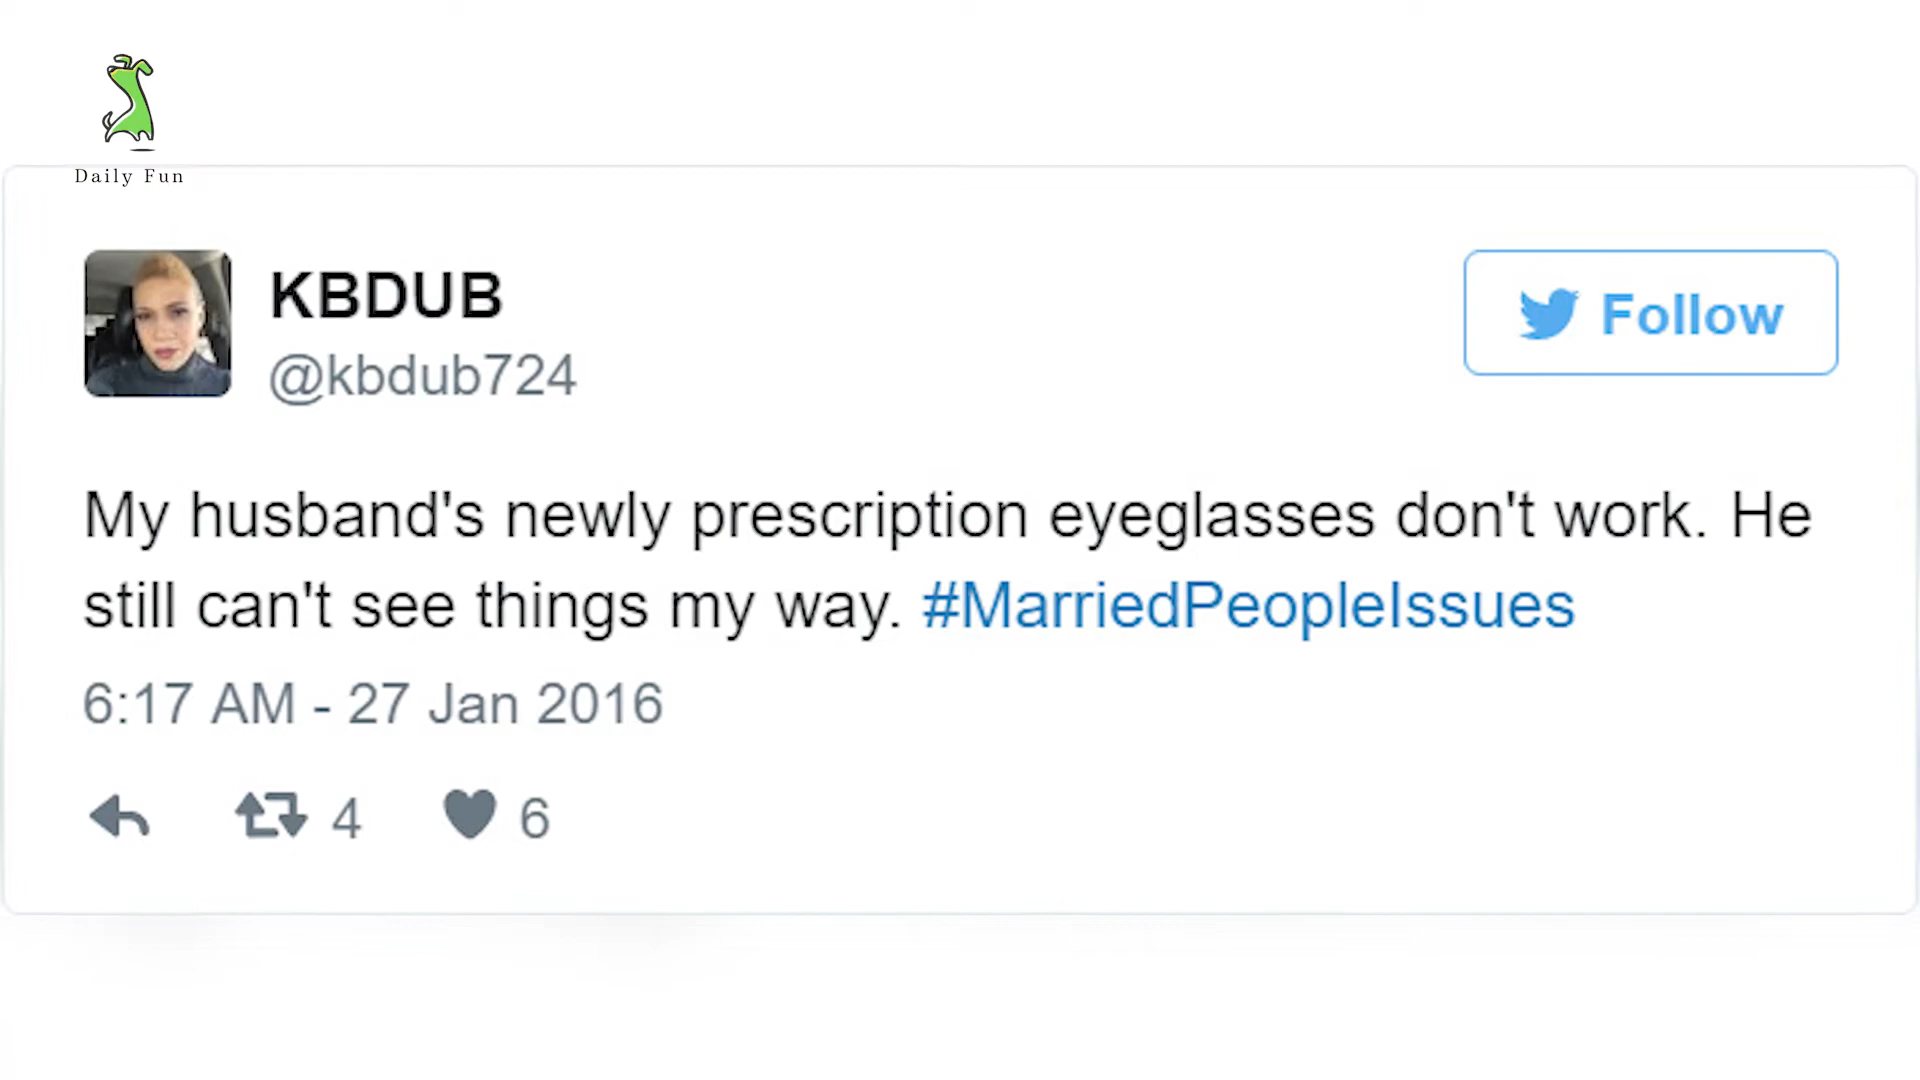 Daily Fun
KBDUB
@kbdub724
Follow
My husband's newly prescription eyeglasses don't work. He
still can't see things my way. #MarriedPeopleIssues
6:17 AM - 27 Jan 2016
4
6